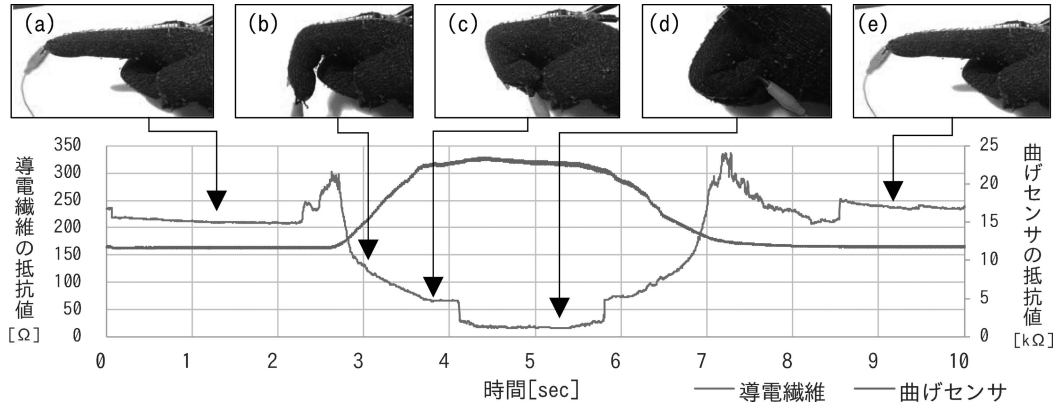 (a)
(b)
(c)
(d)
(e)
導電繊維の抵抗値
[Ω]
350
300
250
200
150
100
50
0
25
20
15
10
5
0
曲げセンサの抵抗値
[kΩ]
0 1 2 3 4 5 6 7 8 9 10
時間[sec]
導電繊維
曲げセンサ